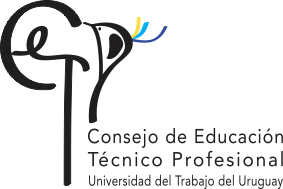 Consejo de Educación
Técnico Profesional
Universidad del Trabajo del Uruguay